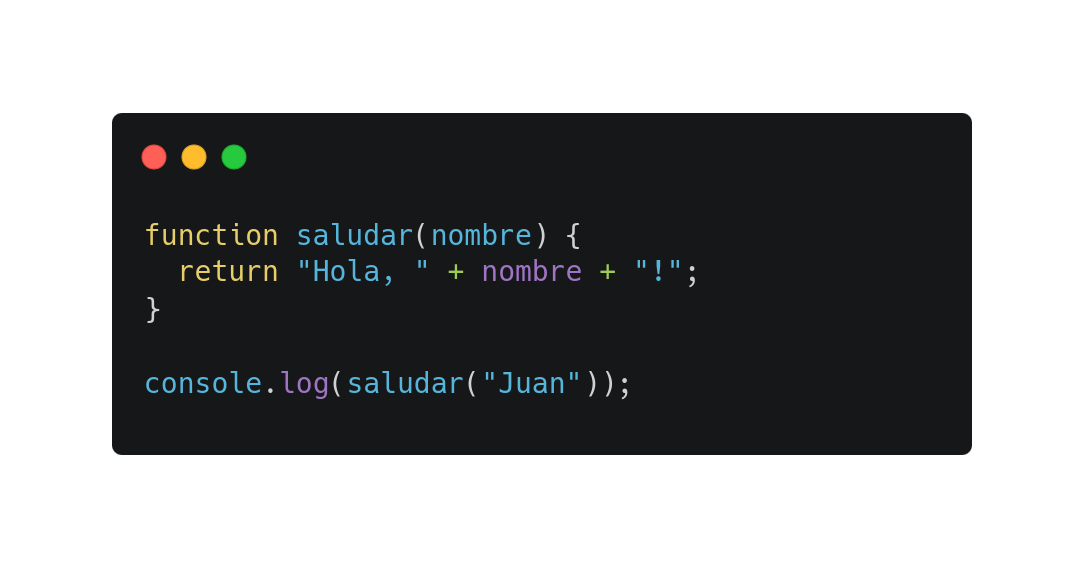 function saludar(nombre) {
  return "Hola, " + nombre + "!";
}

console.log(saludar("Juan"));